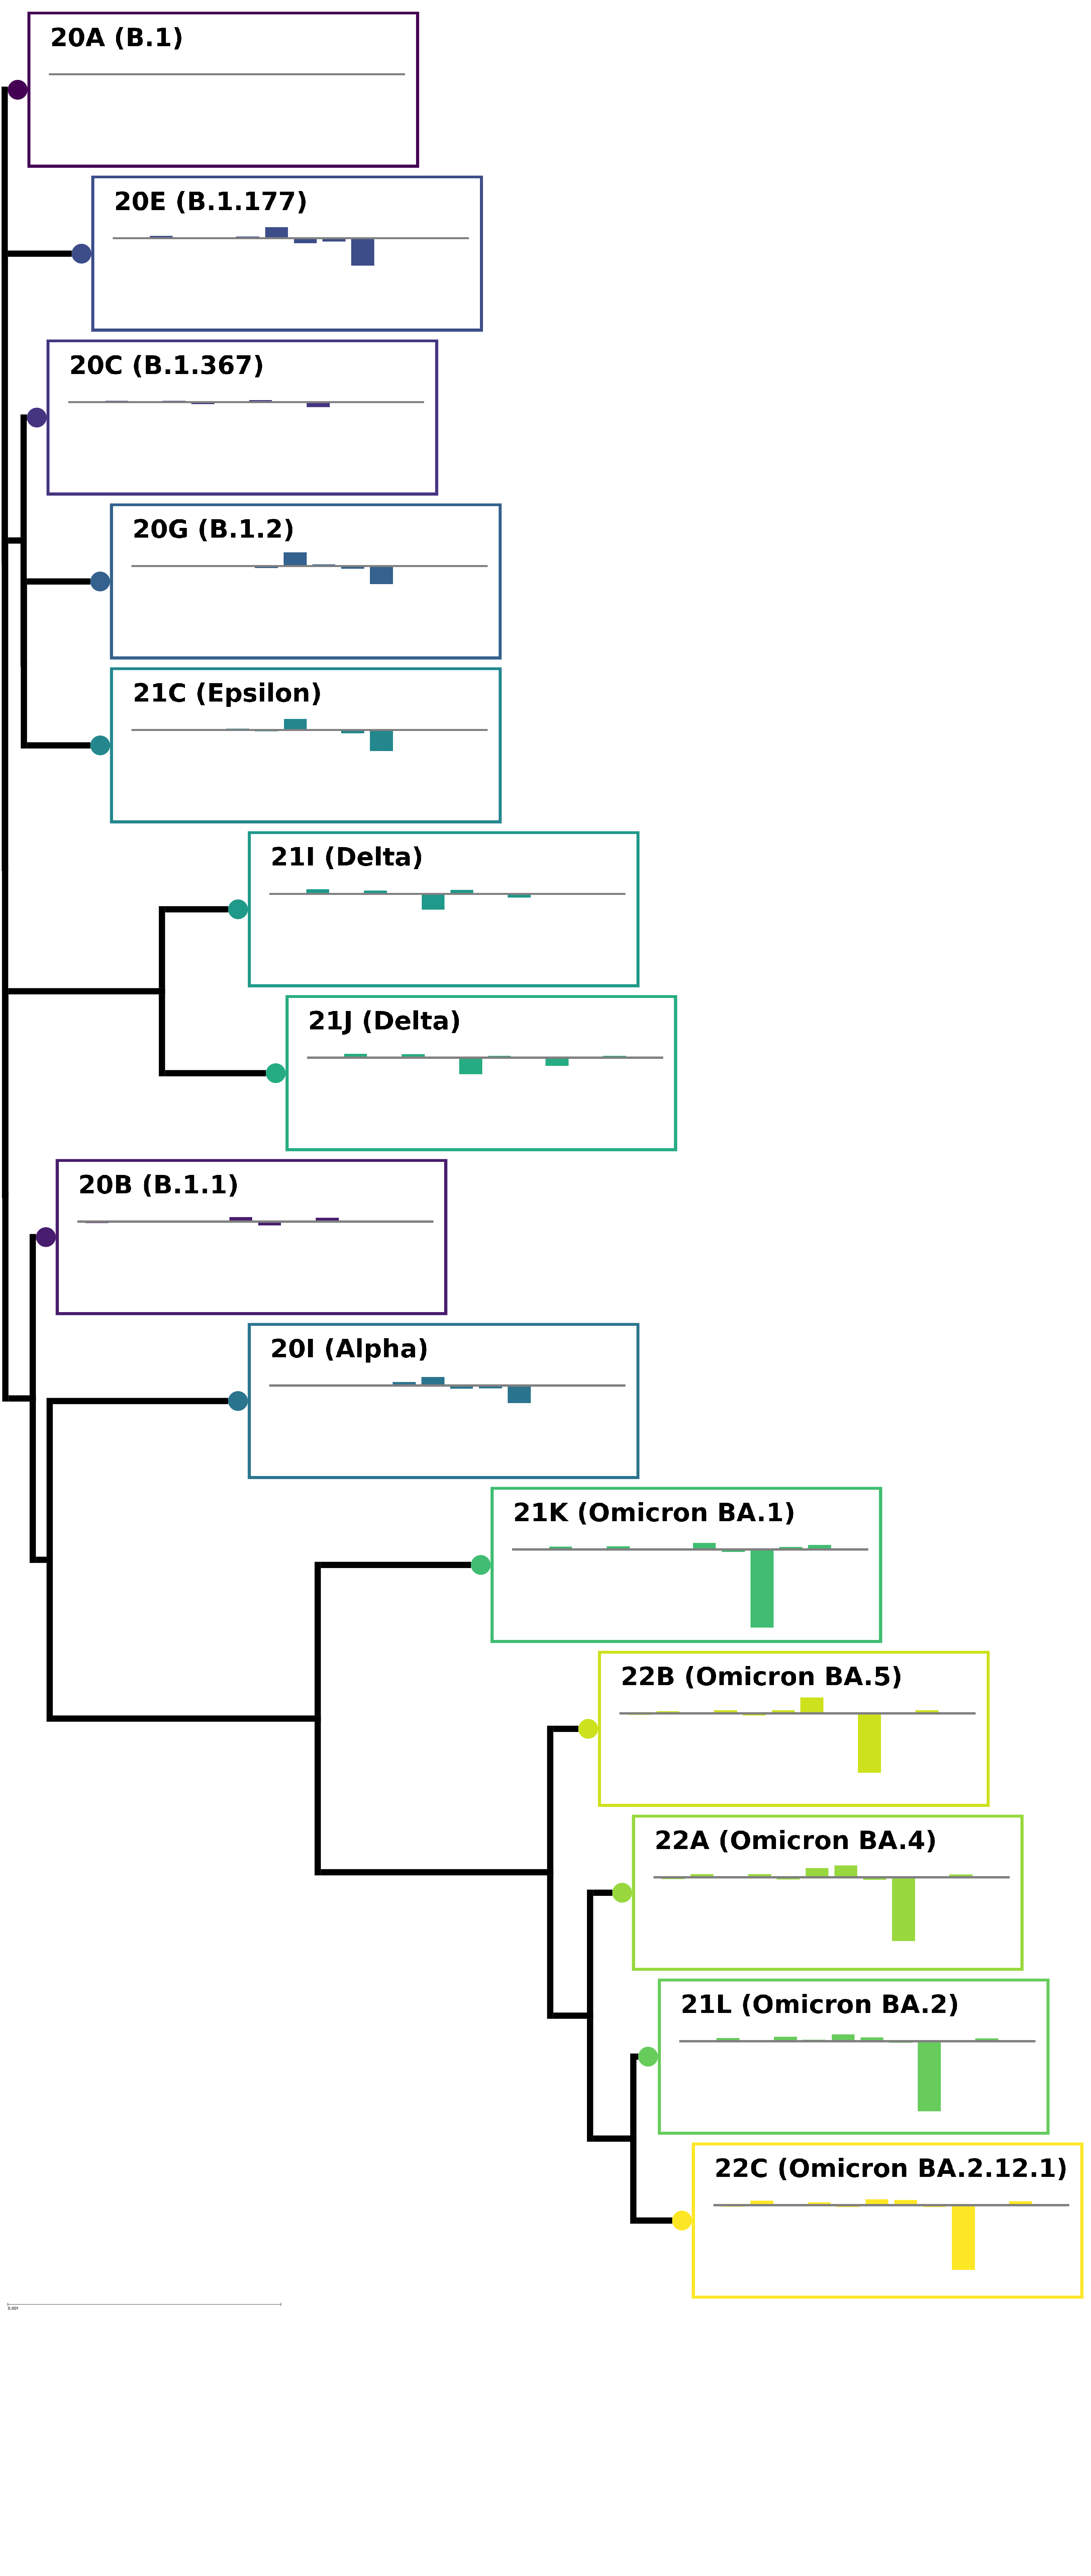 20A (B.1)
20E (B.1.177)
20C (B.1.367)
20G (B.1.2)
21C (Epsilon)
21I (Delta)
21J (Delta)
20B (B.1.1)
20I (Alpha)
21K (Omicron BA.1)
22B (Omicron BA.5)
22A (Omicron BA.4)
21L (Omicron BA.2)
22C (Omicron BA.2.12.1)
0.001